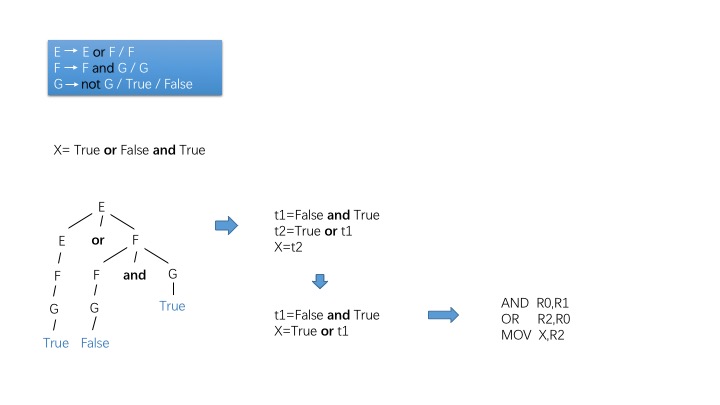 E → E or F / F
F → F and G / G
G → not G / True / False
X= True or False and True
E
E or F
F F and G
G G True
True False
t1=False and True
t2=True or t1
X=t2
t1=False and True
X=True or t1
AND R0,R1
OR R2,R0
MOV X,R2